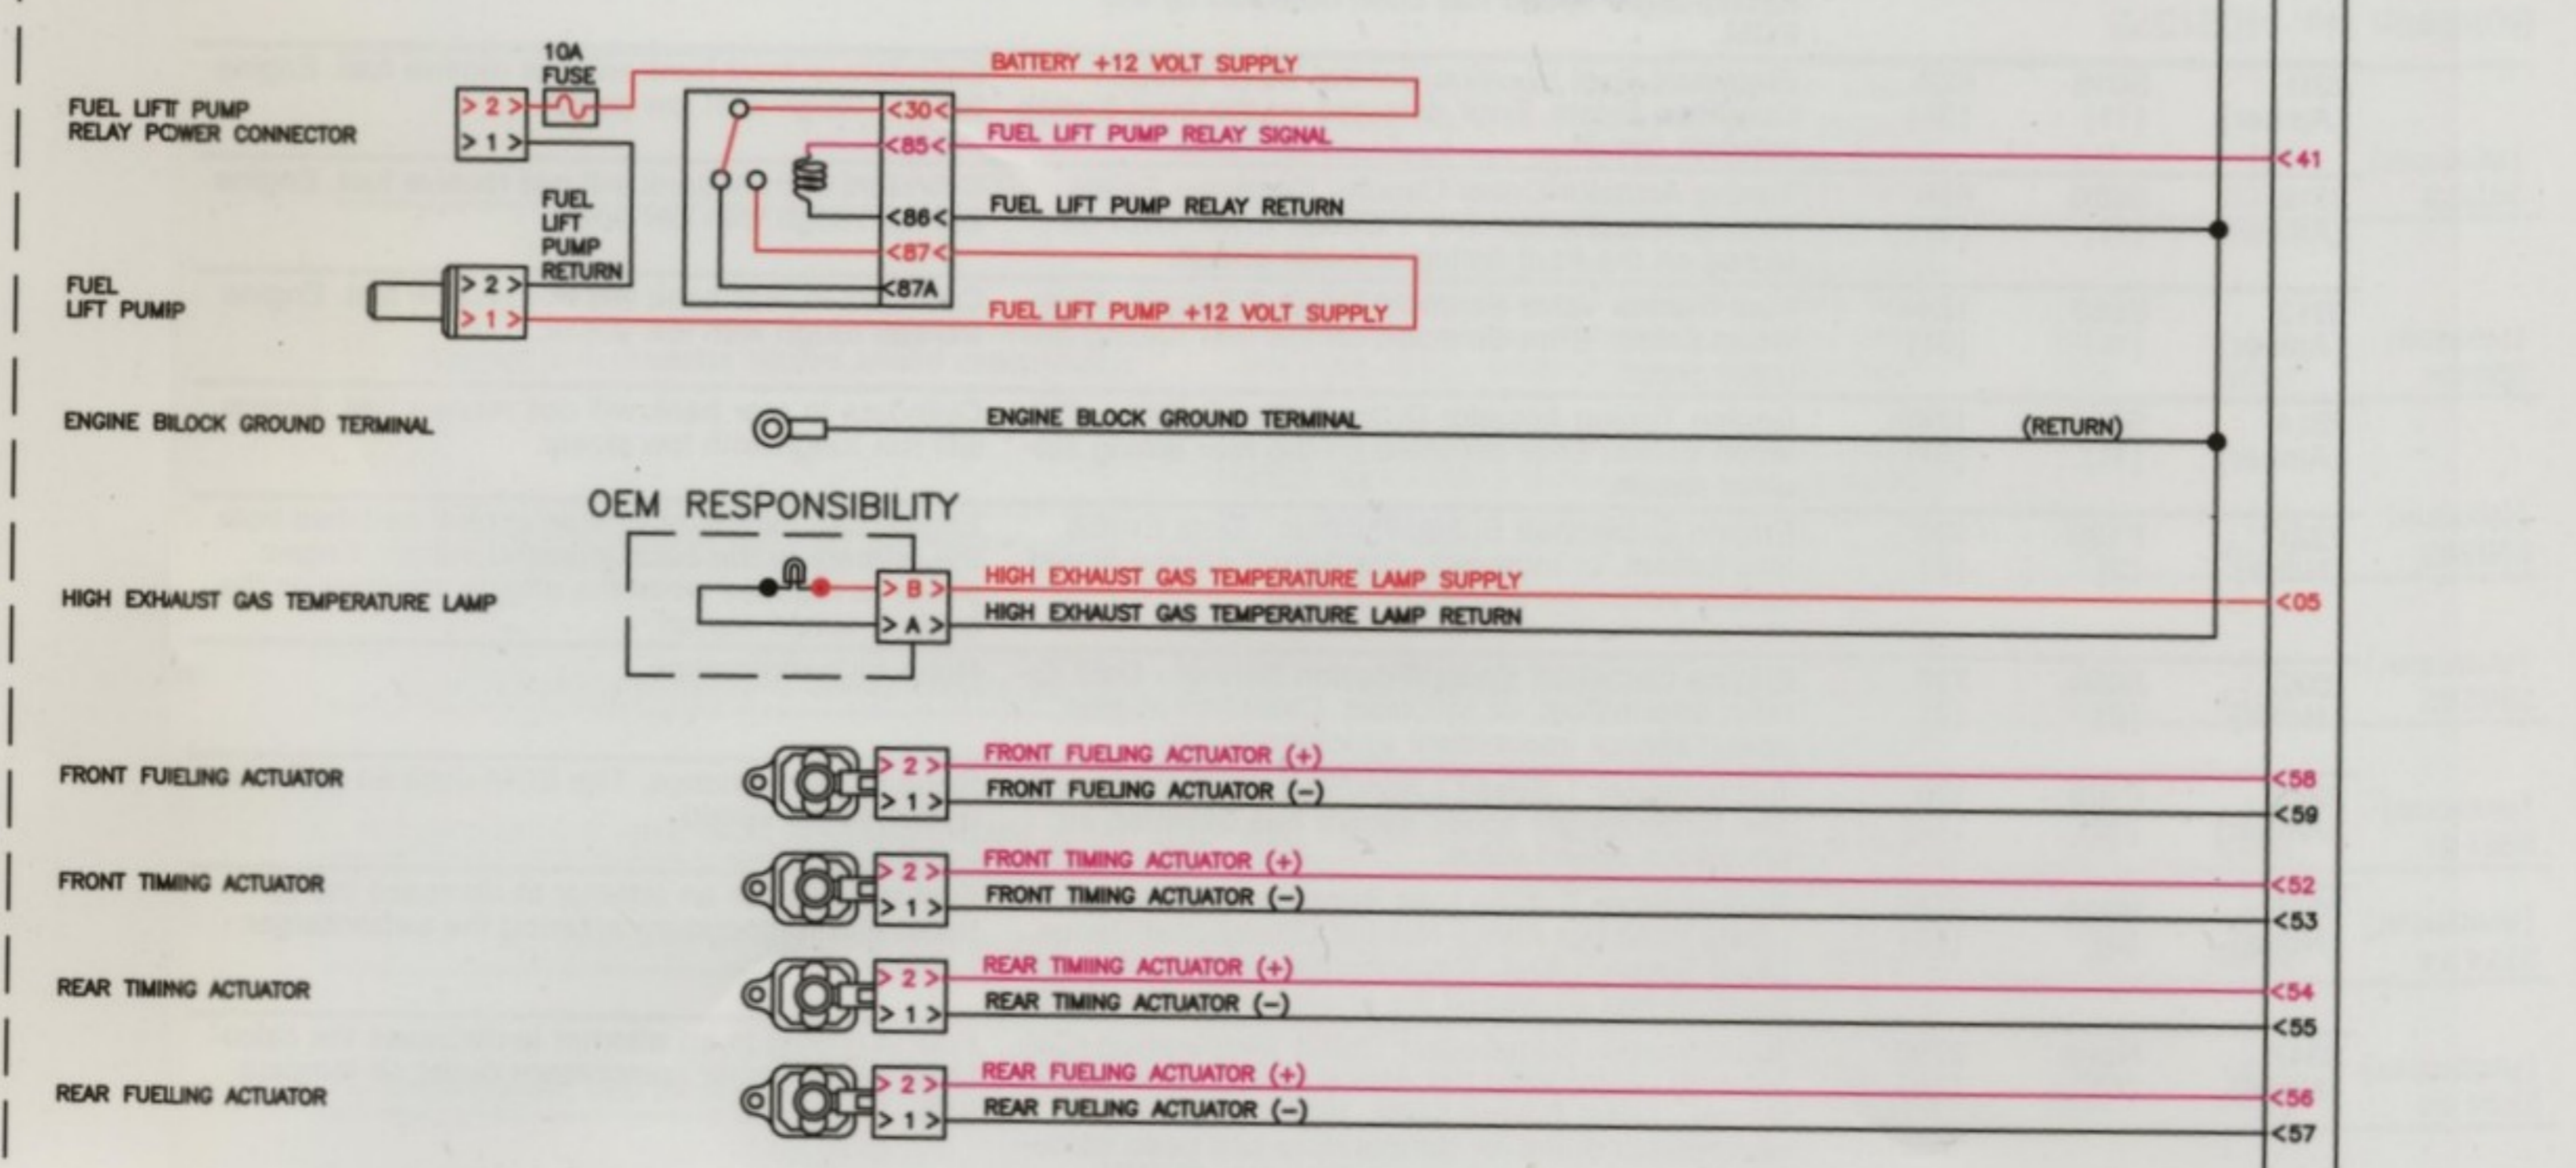 10A
FUSE
FUEL LIFT PUMP
RELAY POWER CONNECTOR
> 2 >
> 1 >
BATTERY +12 VOLT SUPPLY
<30<
FUEL LIFT PUMP RELAY SIGNAL
<85<
<41
FUEL
LIFT
PUMP
RETURN
FUEL LIFT PUMP RELAY RETURN
<86<
<87<
<87A
FUEL
LIFT PUMP
> 2 >
> 1 >
FUEL LIFT PUMP +12 VOLT SUPPLY
ENGINE BLOCK GROUND TERMINAL
ENGINE BLOCK GROUND TERMINAL
(RETURN)
OEM RESPONSIBILITY
HIGH EXHAUST GAS TEMPERATURE LAMP
> B >
> A >
HIGH EXHAUST GAS TEMPERATURE LAMP SUPPLY
<05
HIGH EXHAUST GAS TEMPERATURE LAMP RETURN
FRONT FUELING ACTUATOR
> 2 >
> 1 >
FRONT FUELING ACTUATOR (+)
<58
FRONT FUELING ACTUATOR (-)
<59
FRONT TIMING ACTUATOR
> 2 >
> 1 >
FRONT TIMING ACTUATOR (+)
<52
FRONT TIMING ACTUATOR (-)
<53
REAR TIMING ACTUATOR
> 2 >
> 1 >
REAR TIMING ACTUATOR (+)
<54
REAR TIMING ACTUATOR (-)
<55
REAR FUELING ACTUATOR
> 2 >
> 1 >
REAR FUELING ACTUATOR (+)
<56
REAR FUELING ACTUATOR (-)
<57